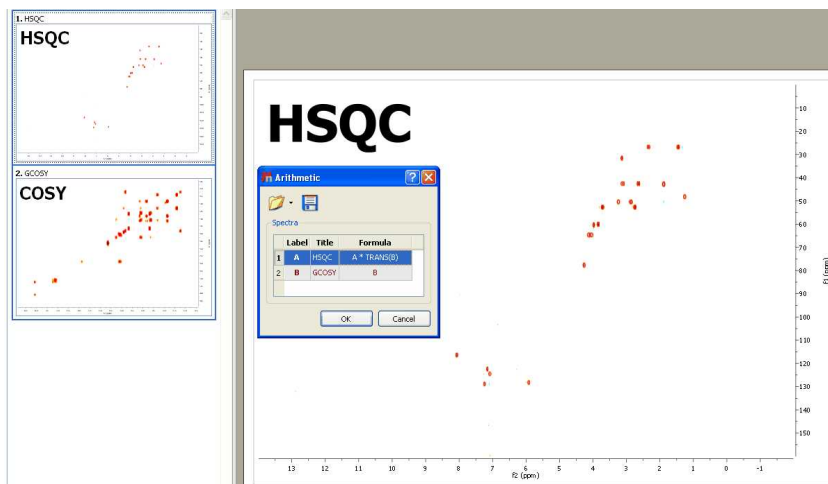 1. HSQC
HSQC
2. GCOSY
COSY
HSQC
Arithmetic
Spectra
Label Title Formula
1 A HSQC A * TRANS(B)
2 B GCOSY B
OK Cancel
10
20
30
40
50
60
70
80
90
100
110
120
130
140
150
f1 (ppm)
13 12 11 10 9 8 7 6 5 4 3 2 1 0 -1
f2 (ppm)